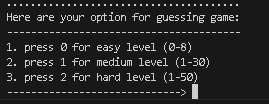 ........................................
Here are your option for guessing game:
----------------------------------------
1. press 0 for easy level (0-8)
2. press 1 for medium level (1-30)
3. press 2 for hard level (1-50)
------------------------------>